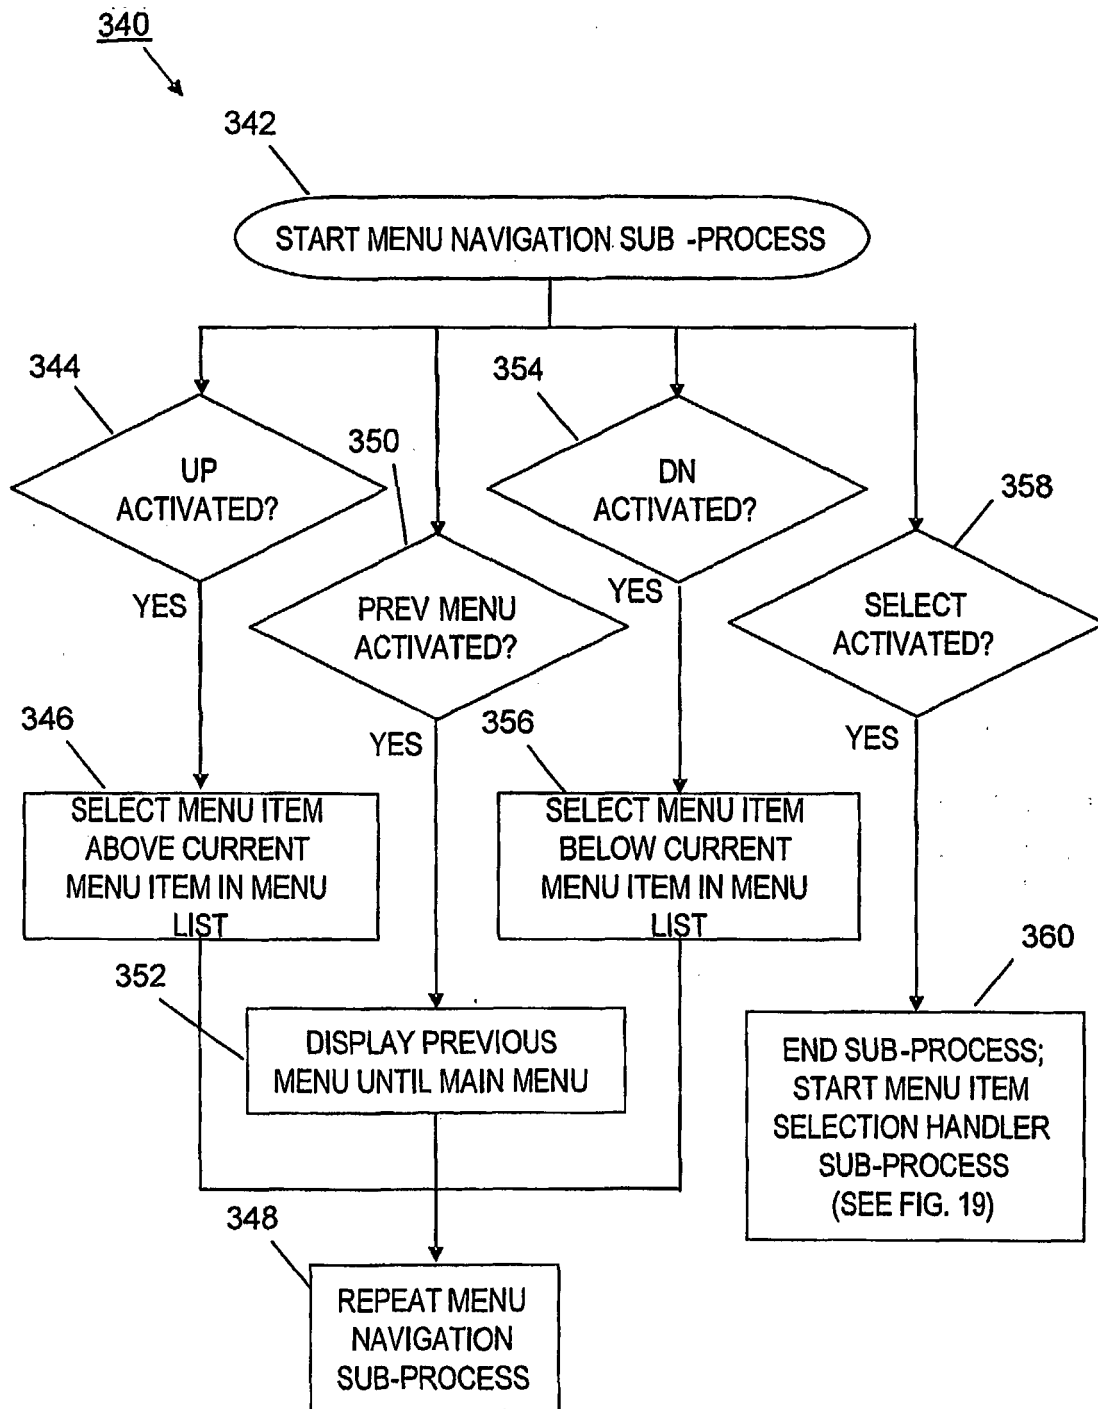 340
342
START MENU NAVIGATION SUB -PROCESS
344
UP
ACTIVATED?
YES
350
PREV MENU
ACTIVATED?
YES
354
DN
ACTIVATED?
YES
358
SELECT
ACTIVATED?
YES
346
SELECT MENU ITEM
ABOVE CURRENT
MENU ITEM IN MENU
LIST
356
SELECT MENU ITEM
BELOW CURRENT
MENU ITEM IN MENU
LIST
352
DISPLAY PREVIOUS
MENU UNTIL MAIN MENU
360
END SUB-PROCESS;
START MENU ITEM
SELECTION HANDLER
SUB-PROCESS
(SEE FIG. 19)
348
REPEAT MENU
NAVIGATION
SUB-PROCESS